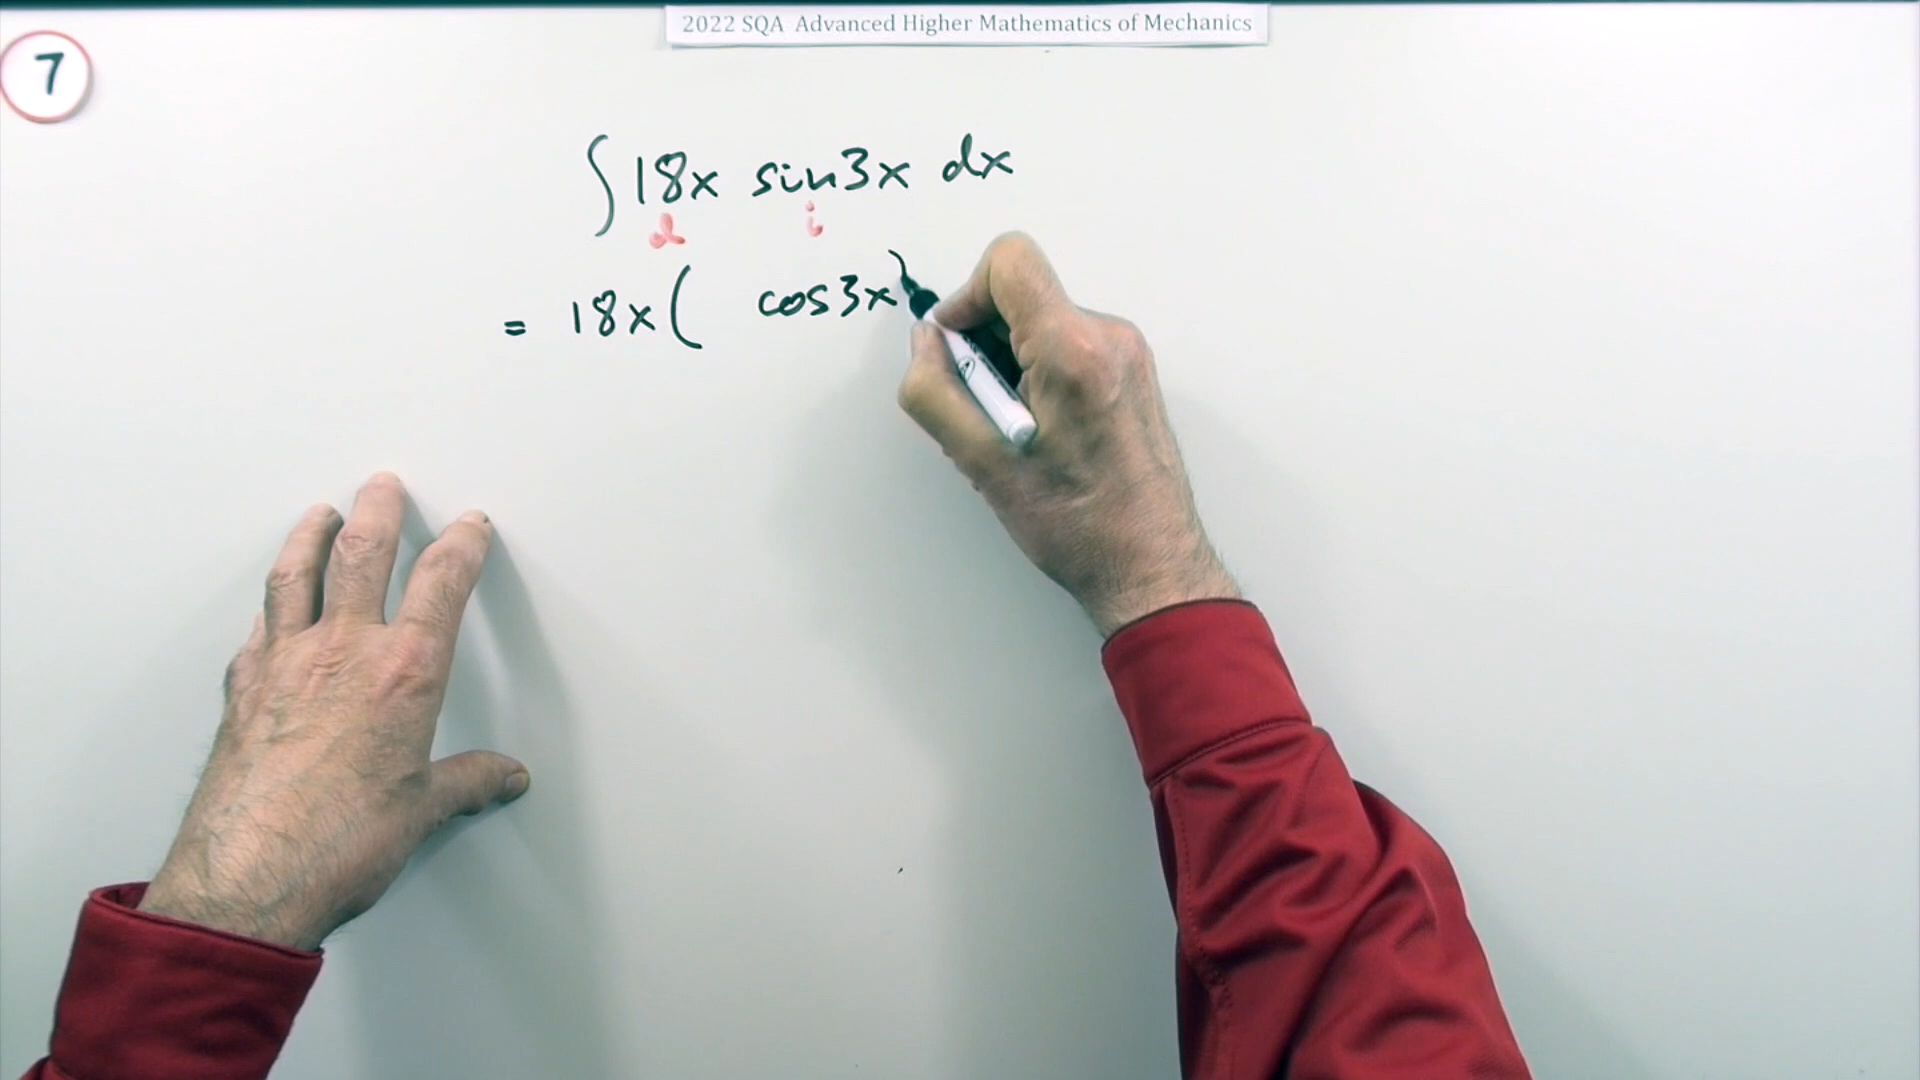 2022 SQA Advanced Higher Mathematics of Mechanics
7
∫ 18x sin3x dx
d i
= 18x ( cos3x )